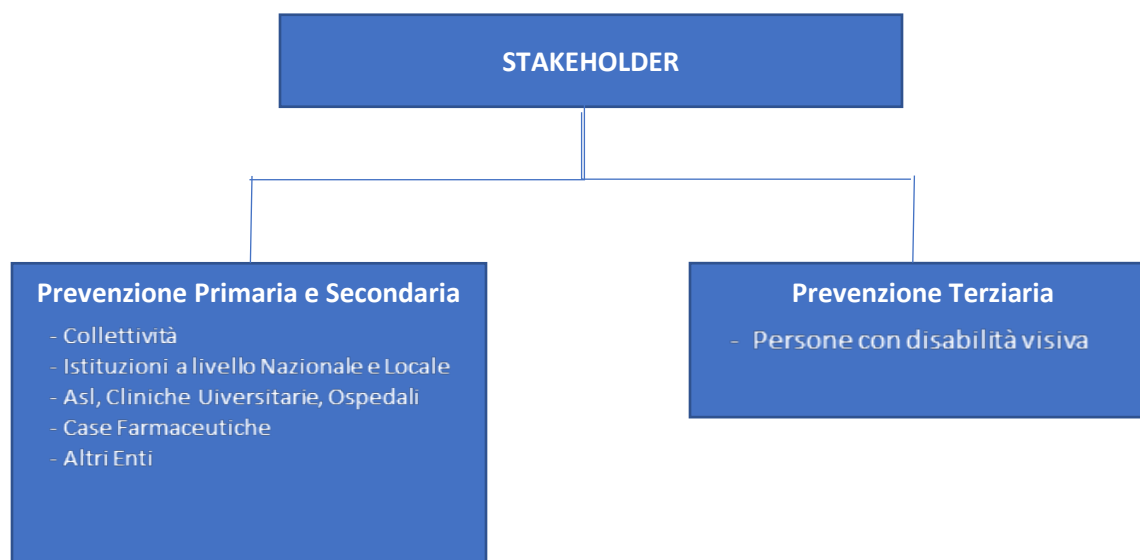 STAKEHOLDER
Prevenzione Primaria e Secondaria
- Collettività
- Istituzioni a livello Nazionale e Locale
- Asl, Cliniche Uiversitarie, Ospedali
- Case Farmaceutiche
- Altri Enti
Prevenzione Terziaria
- Persone con disabilità visiva